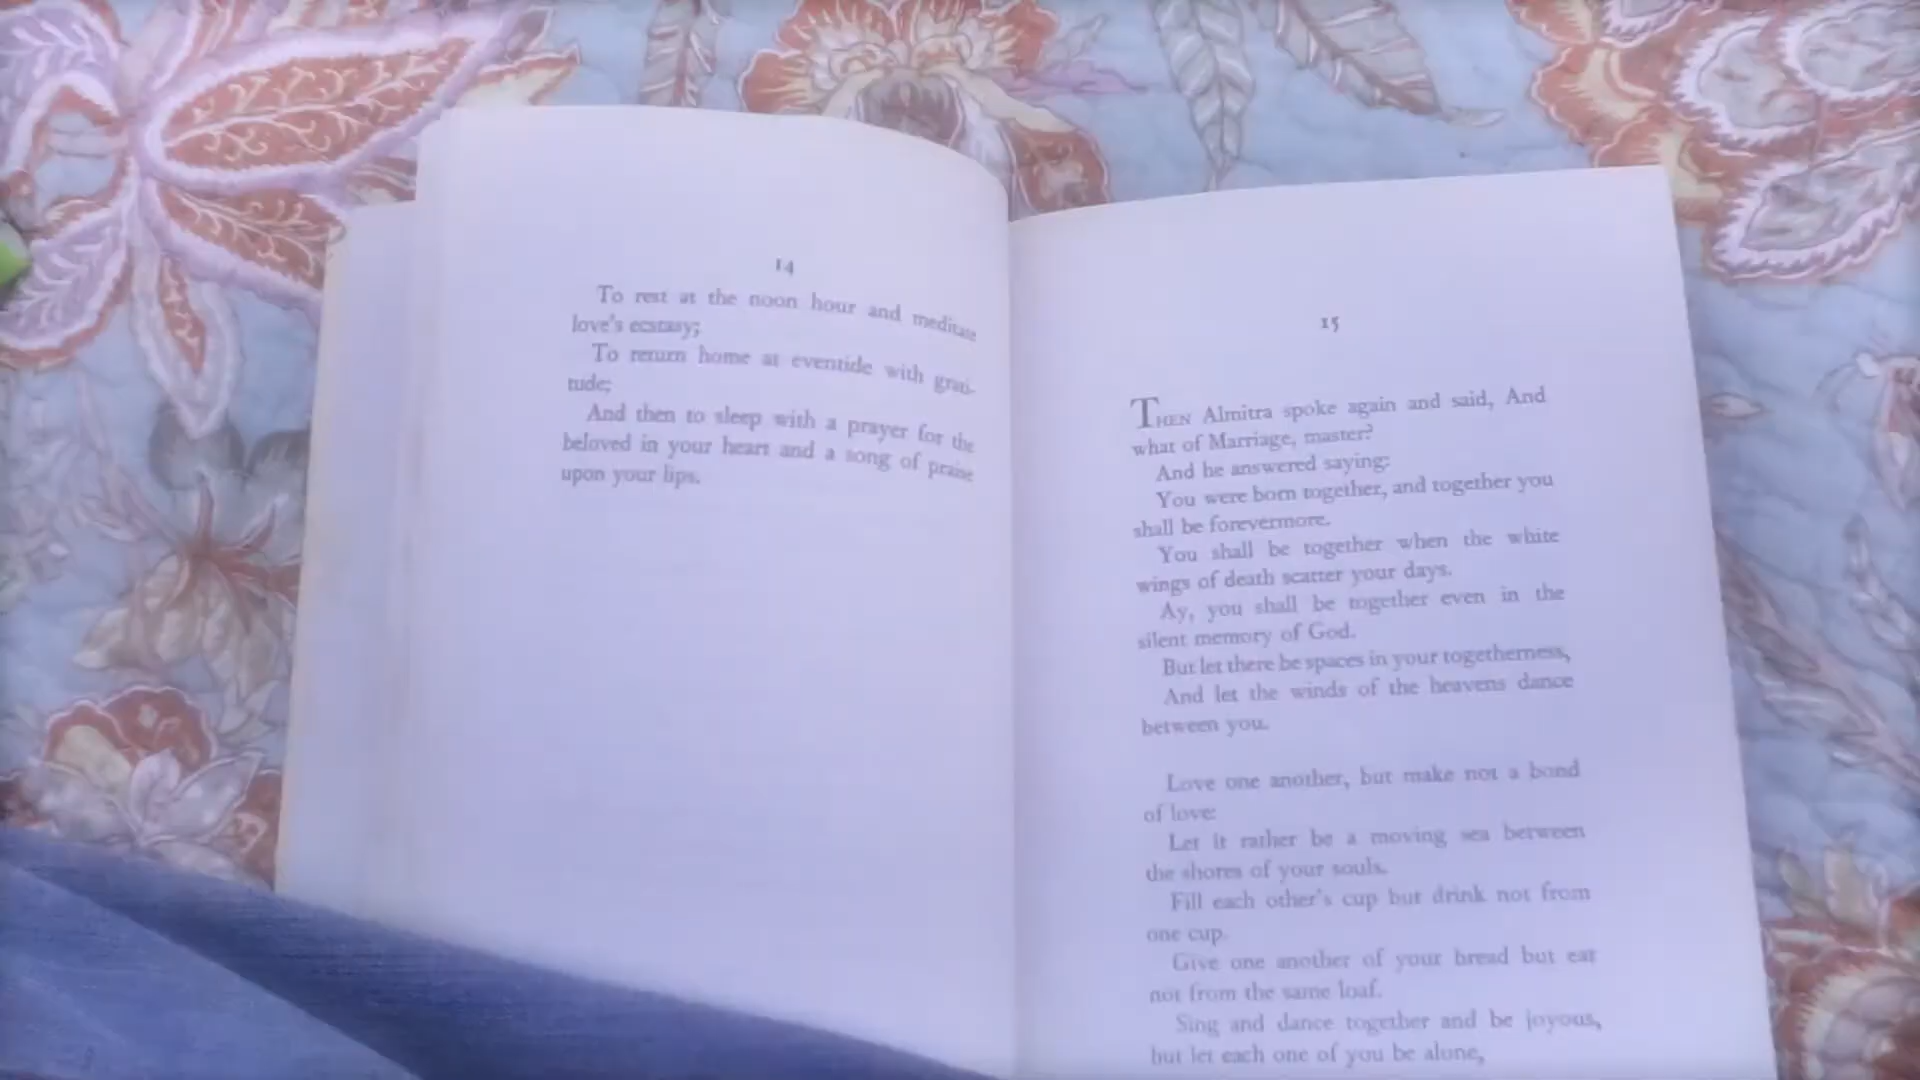 14
To rest at the noon hour and meditate
love's ecstasy;
To return home at eventide with grati-
tude;
And then to sleep with a prayer for the
beloved in your heart and a song of praise
upon your lips.
15
THEN Almitra spoke again and said, And
what of Marriage, master?
And he answered saying:
You were born together, and together you
shall be forevermore.
You shall be together when the white
wings of death scatter your days.
Ay, you shall be together even in the
silent memory of God.
But let there be spaces in your togetherness,
And let the winds of the heavens dance
between you.
Love one another, but make not a bond
of love:
Let it rather be a moving sea between
the shores of your souls.
Fill each other's cup but drink not from
one cup.
Give one another of your bread but eat
not from the same loaf.
Sing and dance together and be joyous,
but let each one of you be alone,